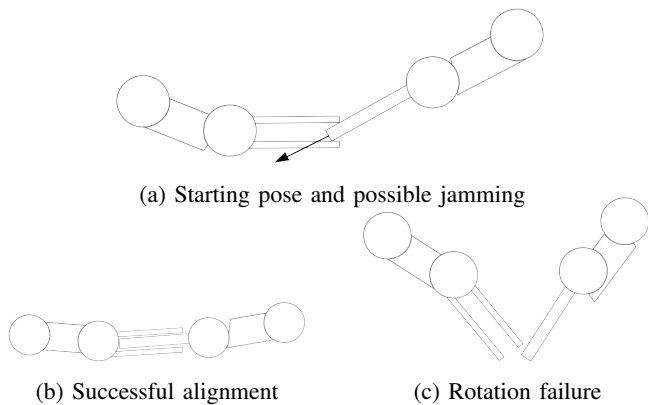 (a) Starting pose and possible jamming
(b) Successful alignment
(c) Rotation failure